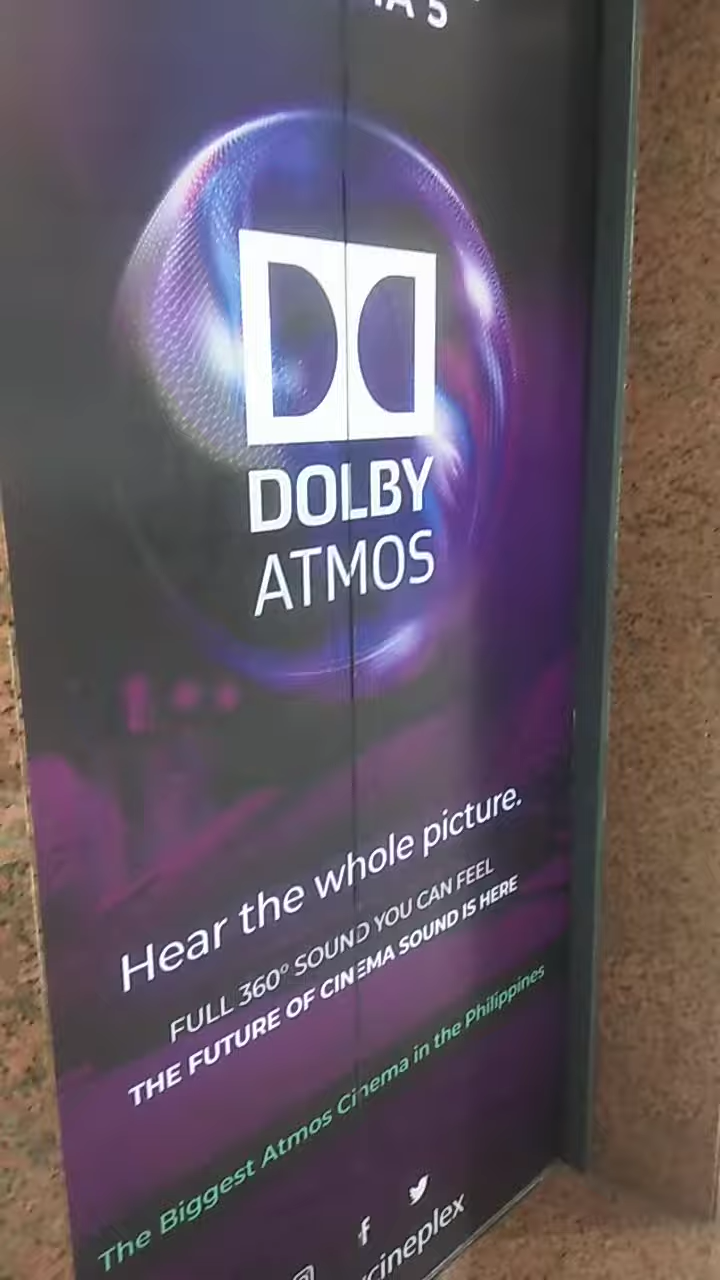 5
DOLBY
ATMOS
Hear the whole picture.
FULL 360° SOUND YOU CAN FEEL
THE FUTURE OF CINEMA SOUND IS HERE
The Biggest Atmos Cinema in the Philippines
cineplex